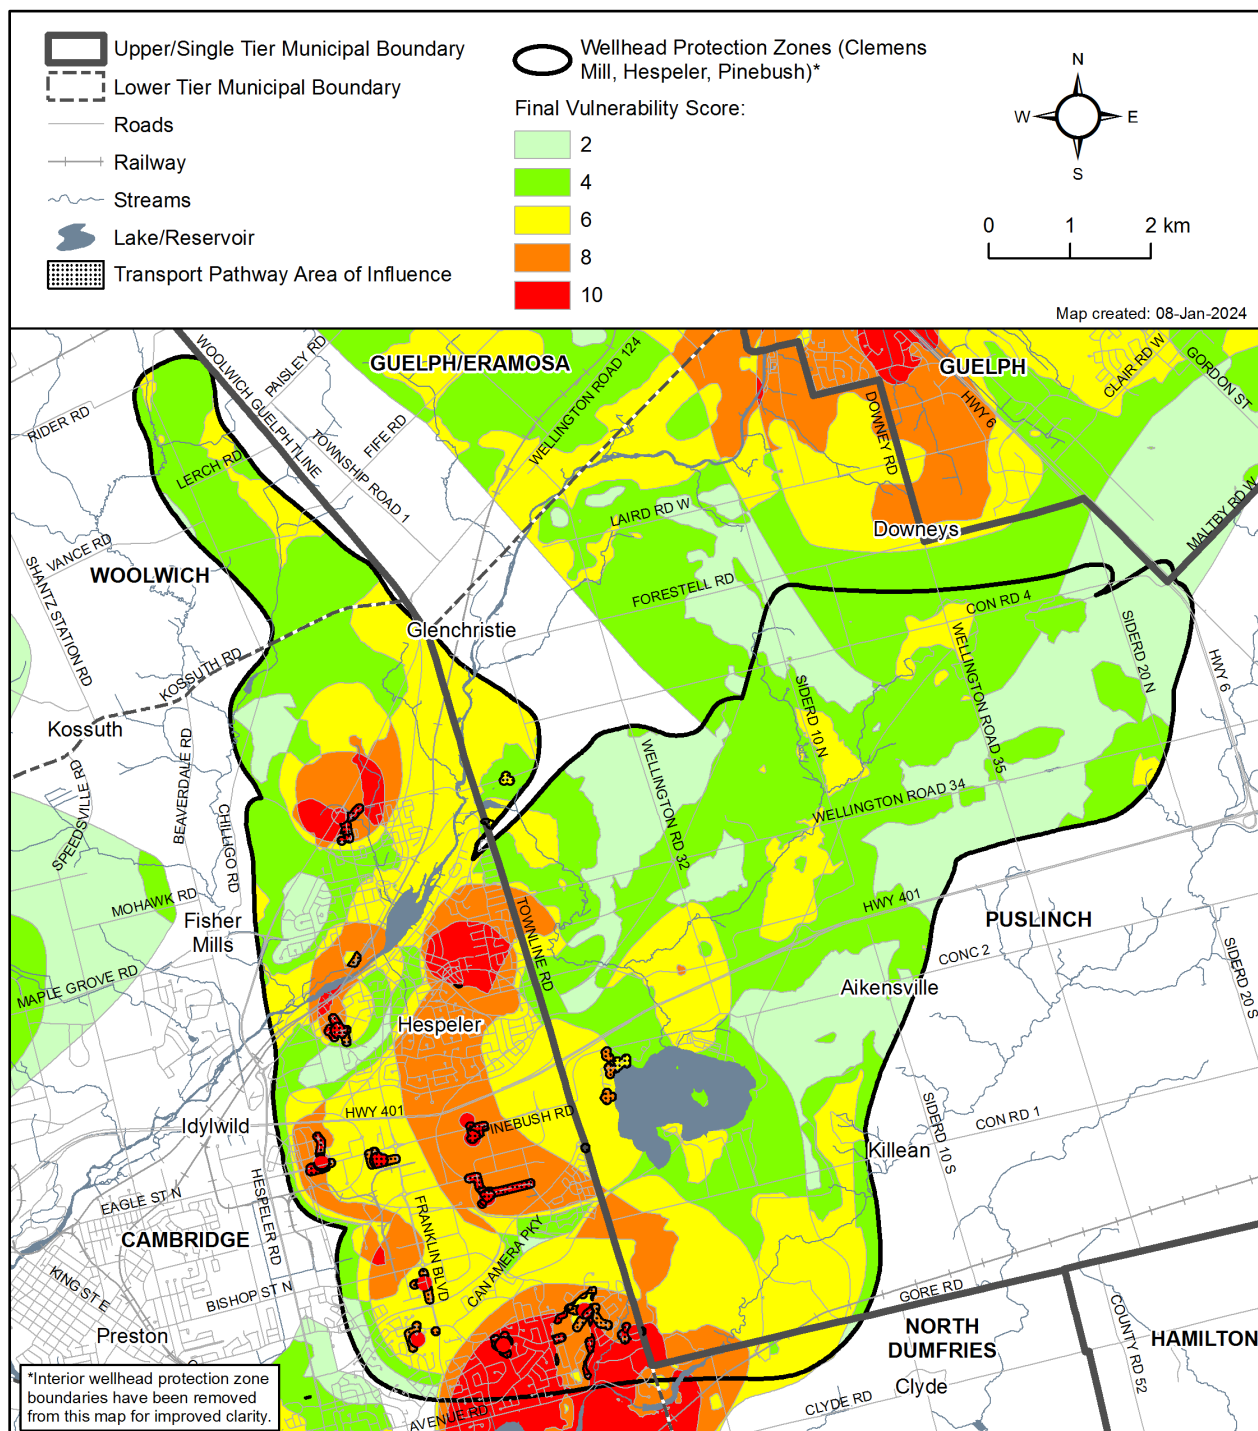 Upper/Single Tier Municipal Boundary
Lower Tier Municipal Boundary
Roads
Railway
Streams
Lake/Reservoir
Transport Pathway Area of Influence
Wellhead Protection Zones (Clemens
Mill, Hespeler, Pinebush)*
Final Vulnerability Score:
2
4
6
8
10
N
W
E
S
0
1
2 km
Map created: 08-Jan-2024
WOOLWICH GUELPH TLINE
PAISLEY RD
GUELPH/ERAMOSA
WELLINGTON ROAD 124
GUELPH
CLAIR RD W
GORDON ST
HWY 6
DOWNEY RD
RIDER RD
FIFE RD
TOWNSHIP ROAD 1
LERCH RD
LAIRD RD W
MALTBY RD W
Downeys
VANCE RD
SHANTZ STATION RD
WOOLWICH
FORESTELL RD
CON RD 4
SIDERD 20 N
HWY 6
Glenchristie
WELLINGTON ROAD 35
KOSSUTH RD
SIDERD 10 N
Kossuth
BEAVERDALE RD
SPEEDSVILLE RD
CHILLIGO RD
WELLINGTON RD 32
WELLINGTON ROAD 34
MOHAWK RD
HWY 401
Fisher
Mills
TOWNLINE RD
PUSLINCH
CONC 2
SIDERD 20 S
MAPLE GROVE RD
Aikensville
Hespeler
HWY 401
PINEBUSH RD
SIDERD 10 S
CON RD 1
Idylwild
Killean
EAGLE ST N
HESPELER RD
FRANKLIN BLVD
CAN AMERA PKY
CAMBRIDGE
KING ST E
BISHOP ST N
GORE RD
COUNTY RD 52
Preston
NORTH
DUMFRIES
HAMILTON
Clyde
CLYDE RD
AVENUE RD
*Interior wellhead protection zone
boundaries have been removed
from this map for improved clarity.